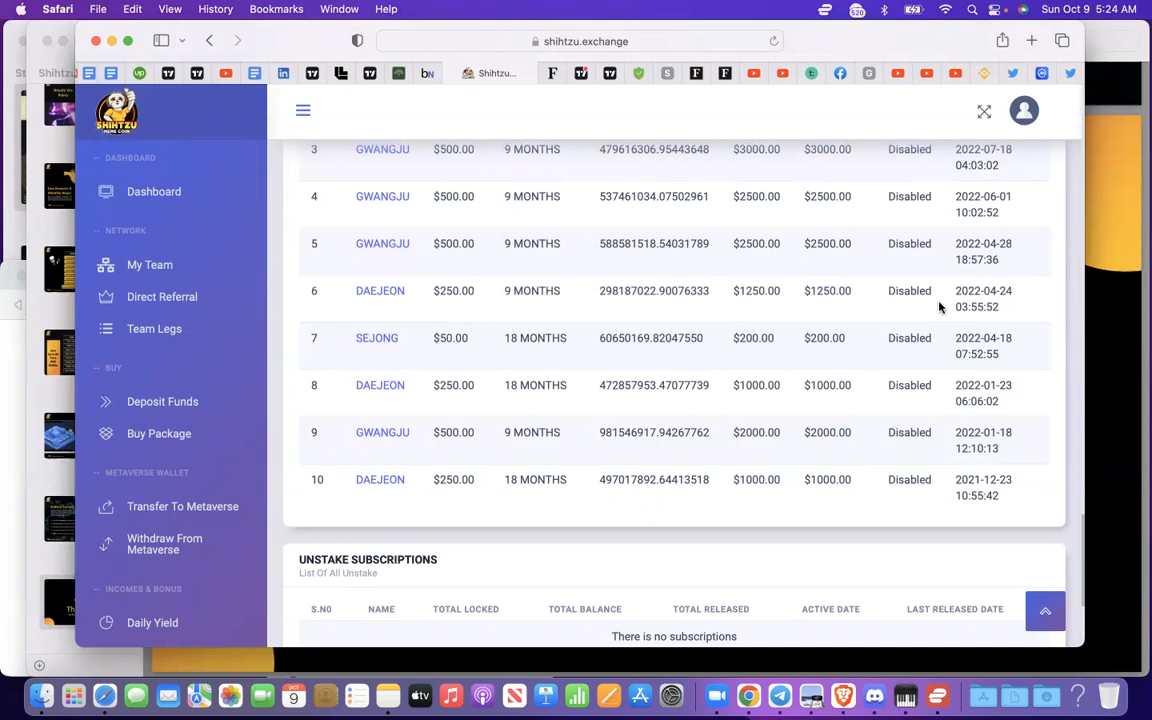 Safari File Edit View History Bookmarks Window Help 520 Sun Oct 9 5:24 AM
shihtzu.exchange
Shihtzu...
SHIHTZU
MEME COIN
DASHBOARD
Dashboard
NETWORK
My Team
Direct Referral
Team Legs
BUY
Deposit Funds
Buy Package
METAVERSE WALLET
Transfer To Metaverse
Withdraw From
Metaverse
INCOMES & BONUS
Daily Yield
3 GWANGJU $500.00 9 MONTHS 479616306.95443648 $3000.00 $3000.00 Disabled 2022-07-18
04:03:02
4 GWANGJU $500.00 9 MONTHS 537461034.07502961 $2500.00 $2500.00 Disabled 2022-06-01
10:02:52
5 GWANGJU $500.00 9 MONTHS 588581518.54031789 $2500.00 $2500.00 Disabled 2022-04-28
18:57:36
6 DAEJEON $250.00 9 MONTHS 298187022.90076333 $1250.00 $1250.00 Disabled 2022-04-24
03:55:52
7 SEJONG $50.00 18 MONTHS 60650169.82047550 $200.00 $200.00 Disabled 2022-04-18
07:52:55
8 DAEJEON $250.00 18 MONTHS 472857953.47077739 $1000.00 $1000.00 Disabled 2022-01-23
06:06:02
9 GWANGJU $500.00 18 MONTHS 981546917.94267762 $2000.00 $2000.00 Disabled 2022-01-18
12:10:13
10 DAEJEON $250.00 18 MONTHS 497017892.64413518 $1000.00 $1000.00 Disabled 2021-12-23
10:55:42
UNSTAKE SUBSCRIPTIONS
List Of All Unstake
S.N0 NAME TOTAL LOCKED TOTAL BALANCE TOTAL RELEASED ACTIVE DATE LAST RELEASED DATE
There is no subscriptions
OCT
9
tv